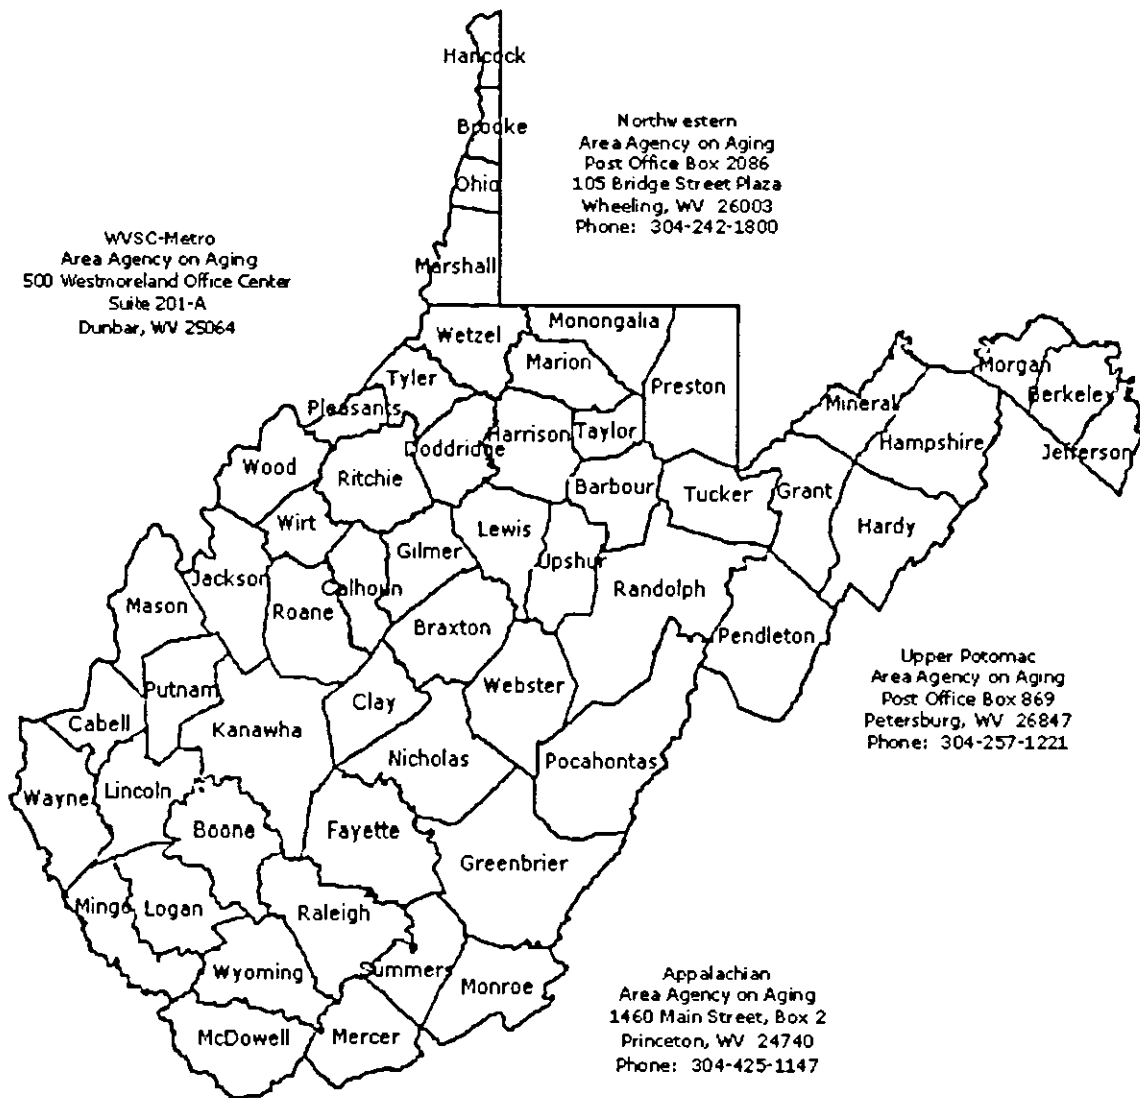 Hancock
Brooke
Ohio
Marshall
Northwestern
Area Agency on Aging
Post Office Box 2086
105 Bridge Street Plaza
Wheeling, WV 26003
Phone: 304-242-1800
WVSC-Metro
Area Agency on Aging
500 Westmoreland Office Center
Suite 201-A
Dunbar, WV 25064
Wetzel
Monongalia
Marion
Preston
Tyler
Pleasants
Doddridge
Harrison
Taylor
Morgan
Berkeley
Jefferson
Mineral
Hampshire
Wood
Ritchie
Barbour
Tucker
Grant
Hardy
Wirt
Lewis
Gilmer
Upshur
Jackson
Calhoun
Randolph
Mason
Roane
Braxton
Pendleton
Putnam
Clay
Webster
Cabell
Kanawha
Nicholas
Pocahontas
Upper Potomac
Area Agency on Aging
Post Office Box 869
Petersburg, WV 26847
Phone: 304-257-1221
Wayne
Lincoln
Boone
Fayette
Greenbrier
Mingo
Logan
Raleigh
Wyoming
Summers
Monroe
McDowell
Mercer
Appalachian
Area Agency on Aging
1460 Main Street, Box 2
Princeton, WV 24740
Phone: 304-425-1147